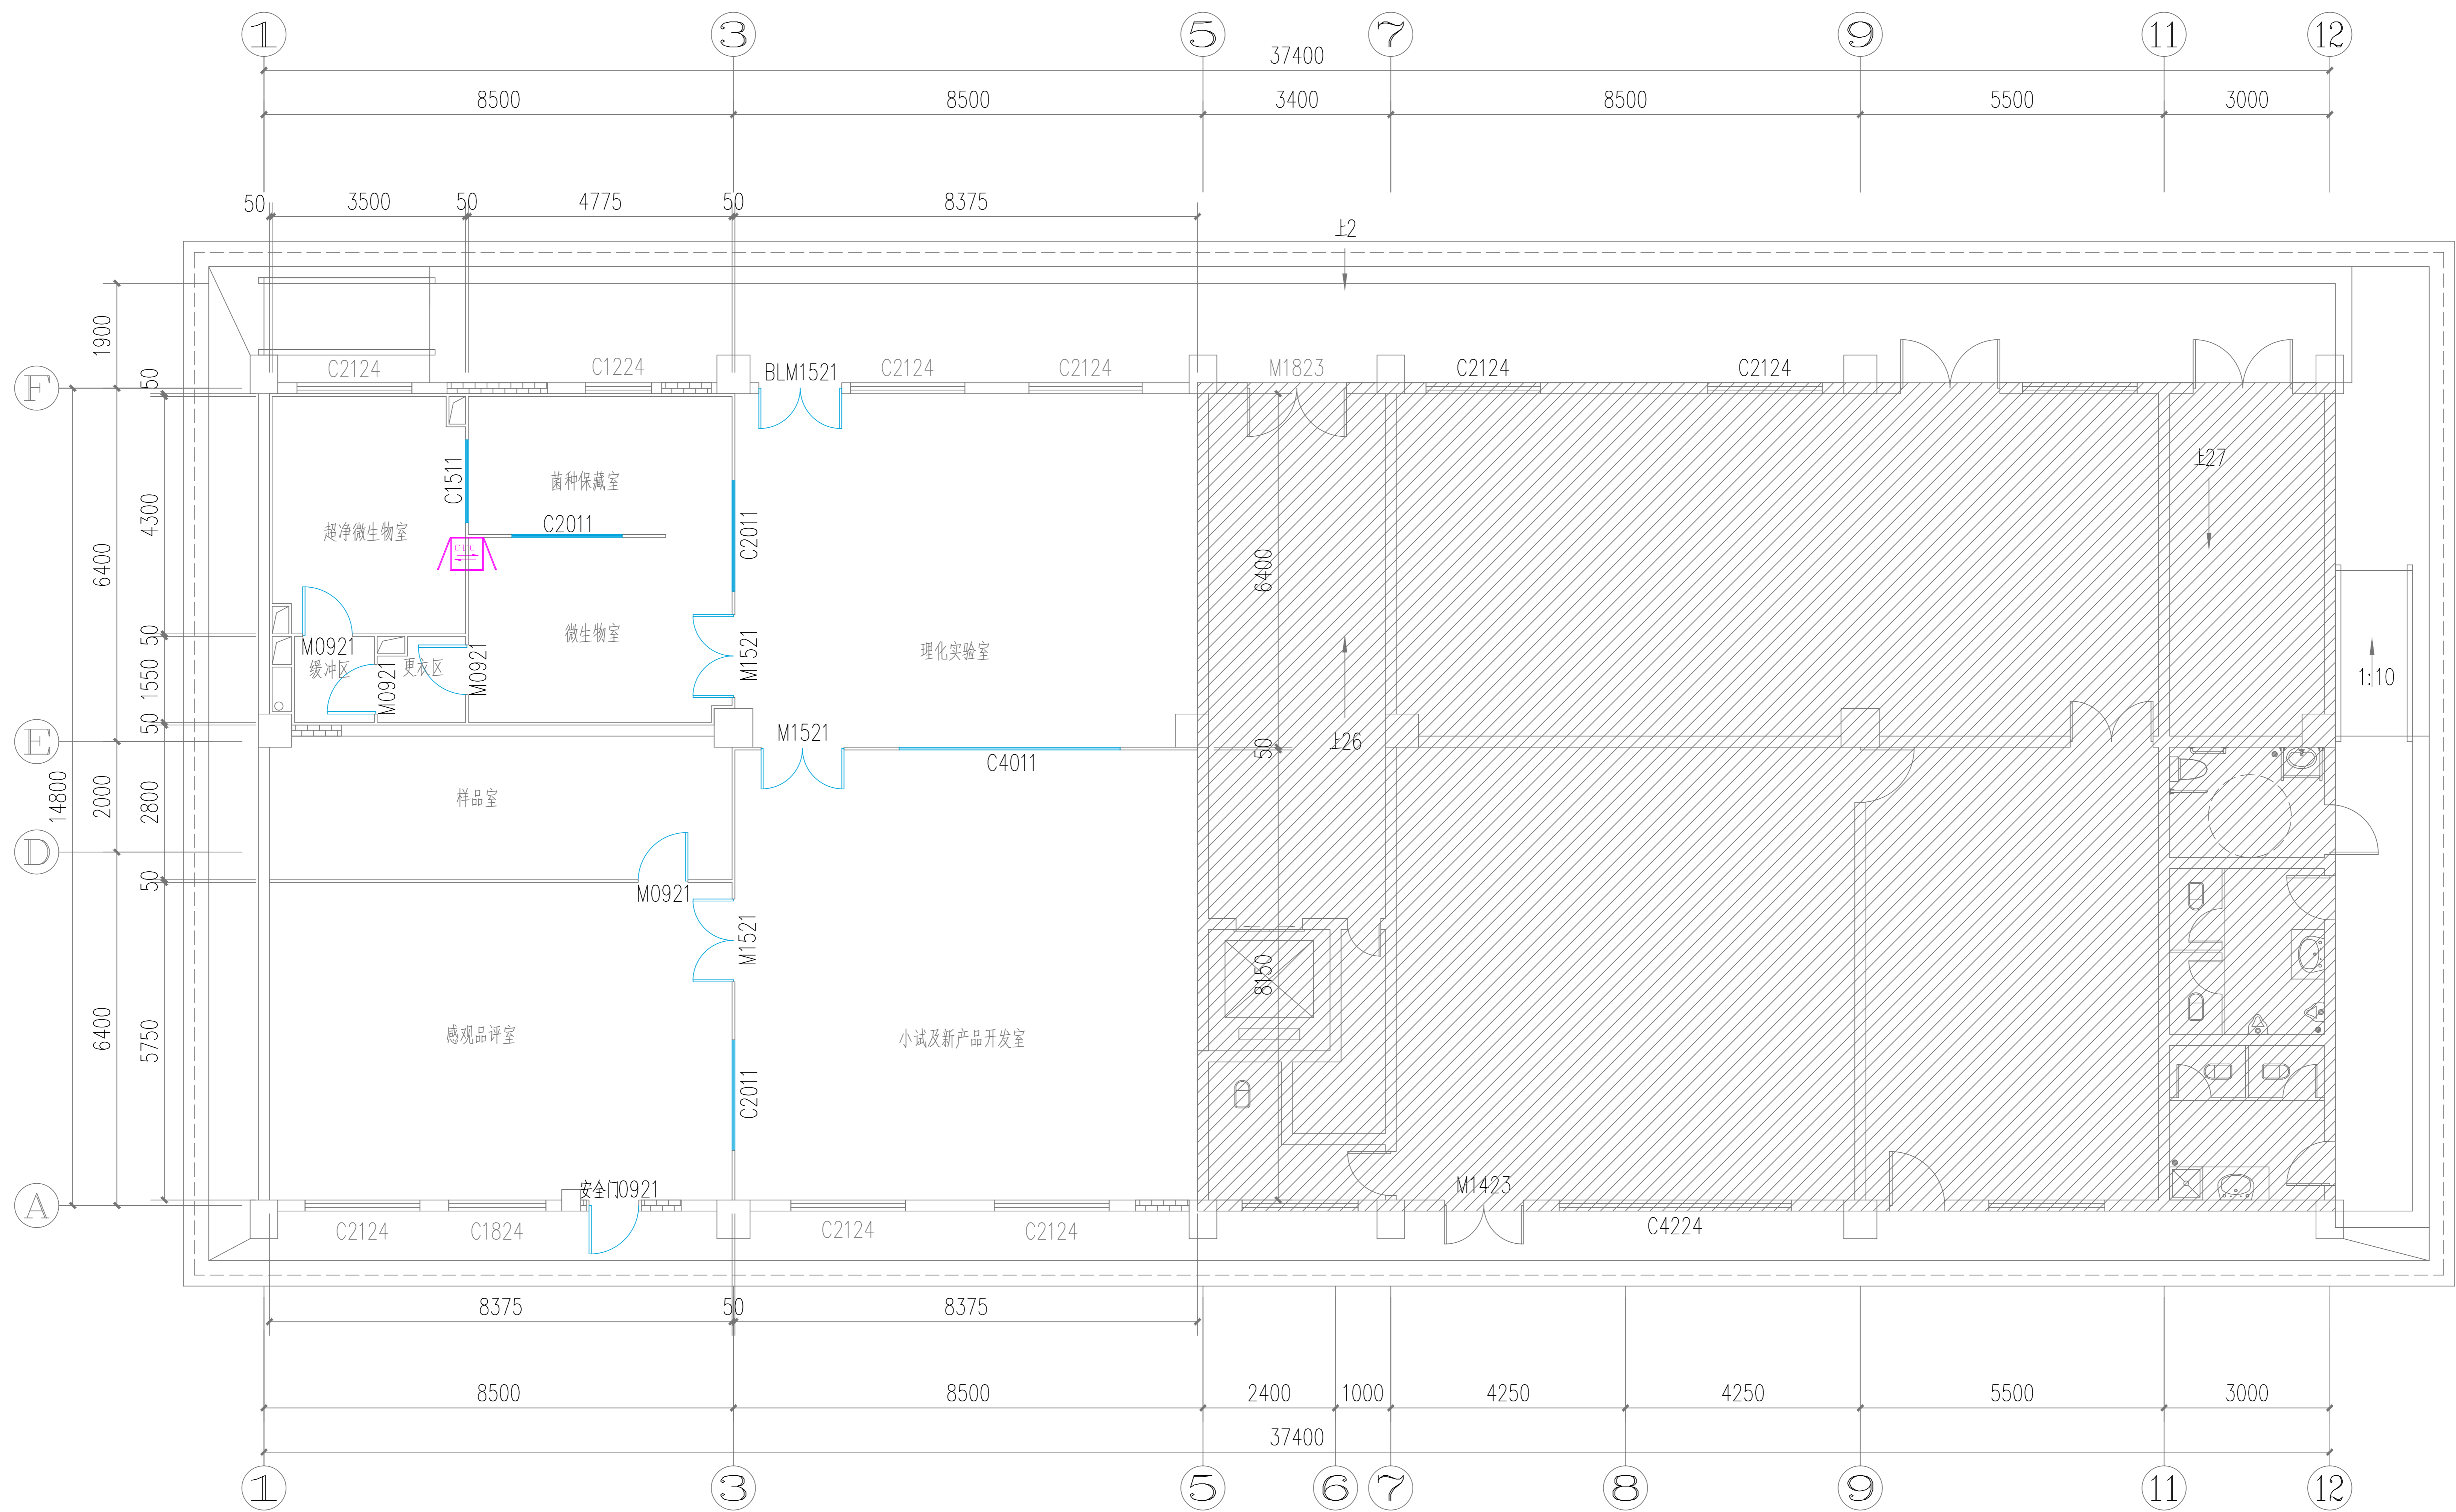 1 3 5 7 9 11 12
37400
8500 8500 3400 8500 5500 3000
50 3500 50 4775 50 8375
上2
1900
C2124 C1224 BLM1521 C2124 C2124 M1823 C2124 C2124
F
50
C1511
菌种保藏室
上27
4300
C2011
C2011
超净微生物室
6400
6400
50
M0921
微生物室
M1521
理化实验室
1550
缓冲区
更衣区
M0921
M0921
1:10
50
E
M1521
上26
50
C4011
14800
2000
2800
样品室
D
50
M0921
M1521
8150
6400
5750
感观品评室
小试及新产品开发室
C2011
安全门0921
M1423
A
C2124 C1824 C2124 C2124 C4224
8375 50 8375
8500 8500 2400 1000 4250 4250 5500 3000
37400
1 3 5 6 7 8 9 11 12